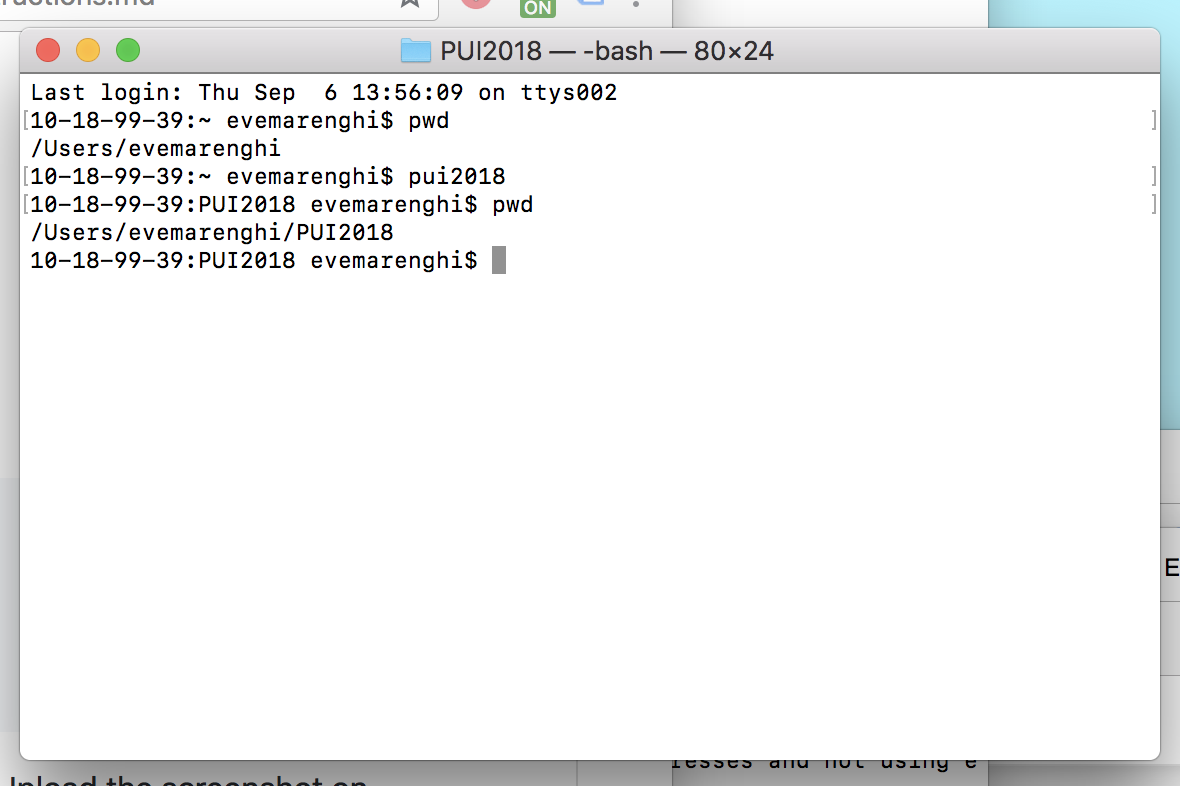 ructions.md
ON
PUI2018 — -bash — 80×24
Last login: Thu Sep  6 13:56:09 on ttys002
[10-18-99-39:~ evemarenghi$ pwd ]
/Users/evemarenghi
[10-18-99-39:~ evemarenghi$ pui2018 ]
[10-18-99-39:PUI2018 evemarenghi$ pwd ]
/Users/evemarenghi/PUI2018
10-18-99-39:PUI2018 evemarenghi$
E
resses and not using e
Upload the screenshot on